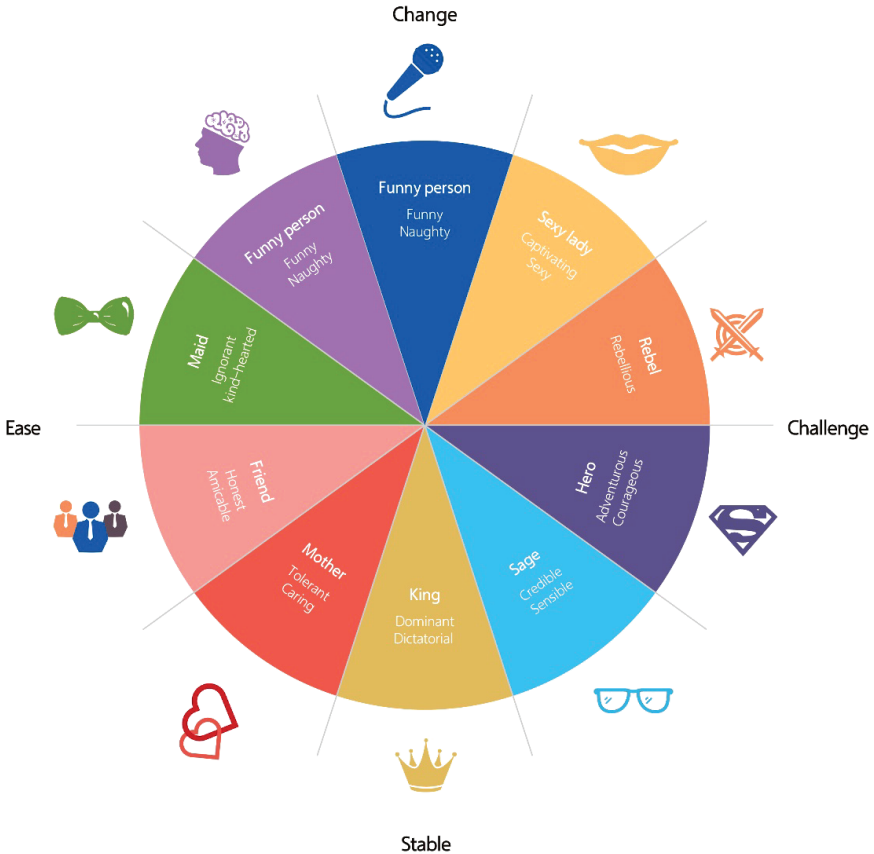 Change
Funny person
Funny
Naughty
Sexy lady
Captivating
Sexy
Rebel
Rebellious
Challenge
Hero
Adventurous
Courageous
Sage
Credible
Sensible
King
Dominant
Dictatorial
Stable
Mother
Tolerant
Caring
Friend
Honest
Amicable
Ease
Maid
Ignorant
kind-hearted
Funny person
Funny
Naughty